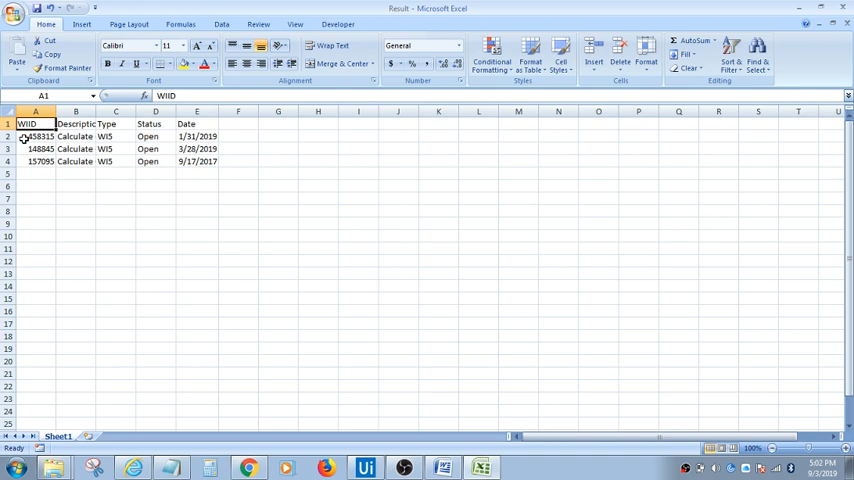 Result - Microsoft Excel
Home Insert Page Layout Formulas Data Review View Developer
Paste
Cut
Copy
Format Painter
Clipboard
Calibri 11
B I U
Font
Wrap Text
Merge & Center
Alignment
General
$ % ,
Number
Conditional Formatting
Format as Table
Cell Styles
Styles
Insert Delete Format
Cells
AutoSum
Fill
Clear
Sort & Filter
Find & Select
Editing
A1 fx WIID
A B C D E F G H I J K L M N O P Q R S T U
1 WIID Descriptic Type Status Date
2 458315 Calculate WI5 Open 1/31/2019
3 148845 Calculate WI5 Open 3/28/2019
4 157095 Calculate WI5 Open 9/17/2017
5
6
7
8
9
10
11
12
13
14
15
16
17
18
19
20
21
22
23
24
25
Sheet1
Ready 100%
Ui
5:02 PM
9/3/2019